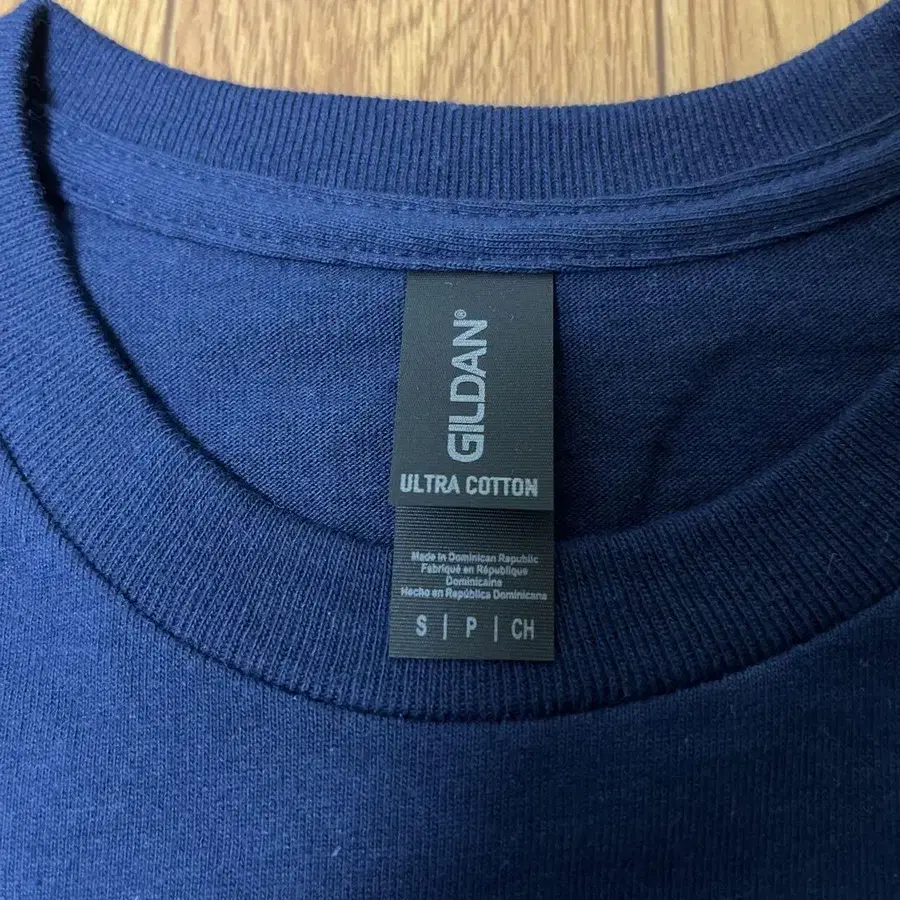 GILDAN®
ULTRA COTTON
Made in Dominican Republic
Fabriqué en République
Dominicaine
Hecho en República Dominicana
S | P | CH